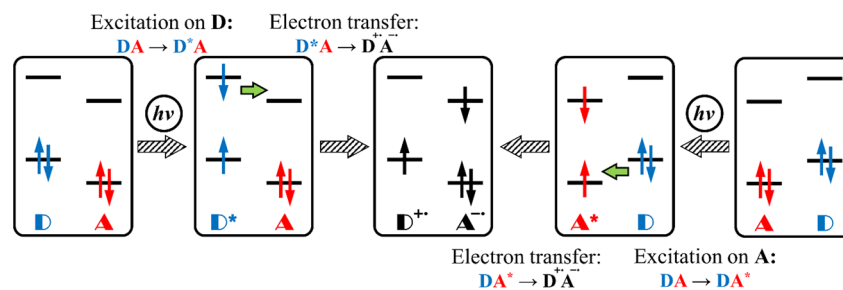 Excitation on D:
DA → D*A
Electron transfer:
D*A → D⁺•A⁻•
hν
hν
D A
D* A
D⁺• A⁻•
A* D
A D
Electron transfer:
DA* → D⁺•A⁻•
Excitation on A:
DA → DA*